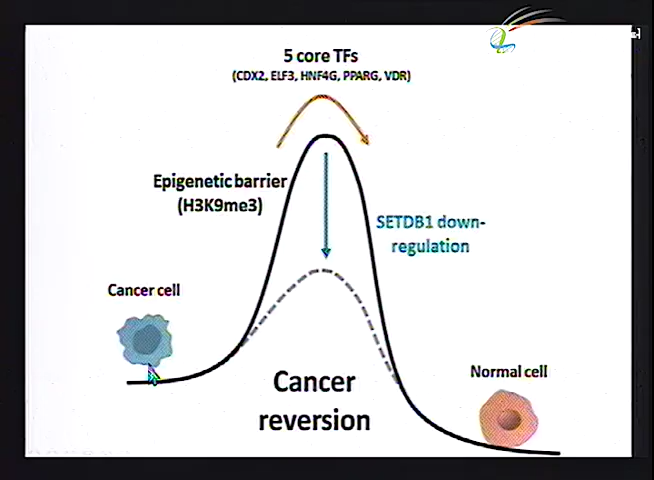 5 core TFs
(CDX2, ELF3, HNF4G, PPARG, VDR)
Epigenetic barrier
(H3K9me3)
SETDB1 down-
regulation
Cancer cell
Cancer
reversion
Normal cell